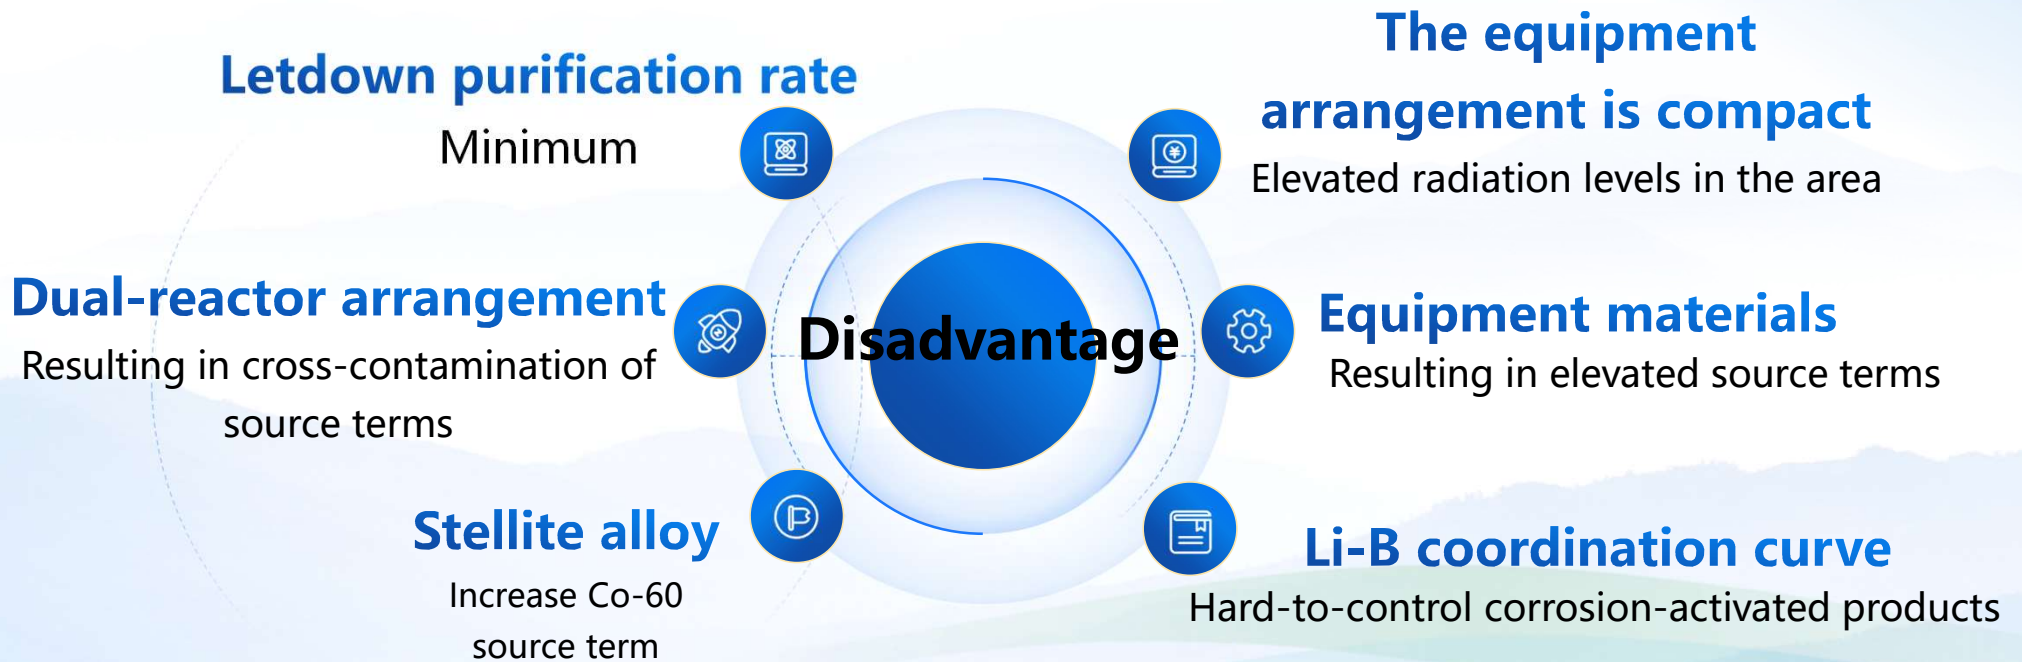 Letdown purification rate
Minimum
Dual-reactor arrangement
Resulting in cross-contamination of
source terms
Stellite alloy
Increase Co-60
source term
Disadvantage
The equipment
arrangement is compact
Elevated radiation levels in the area
Equipment materials
Resulting in elevated source terms
Li-B coordination curve
Hard-to-control corrosion-activated products